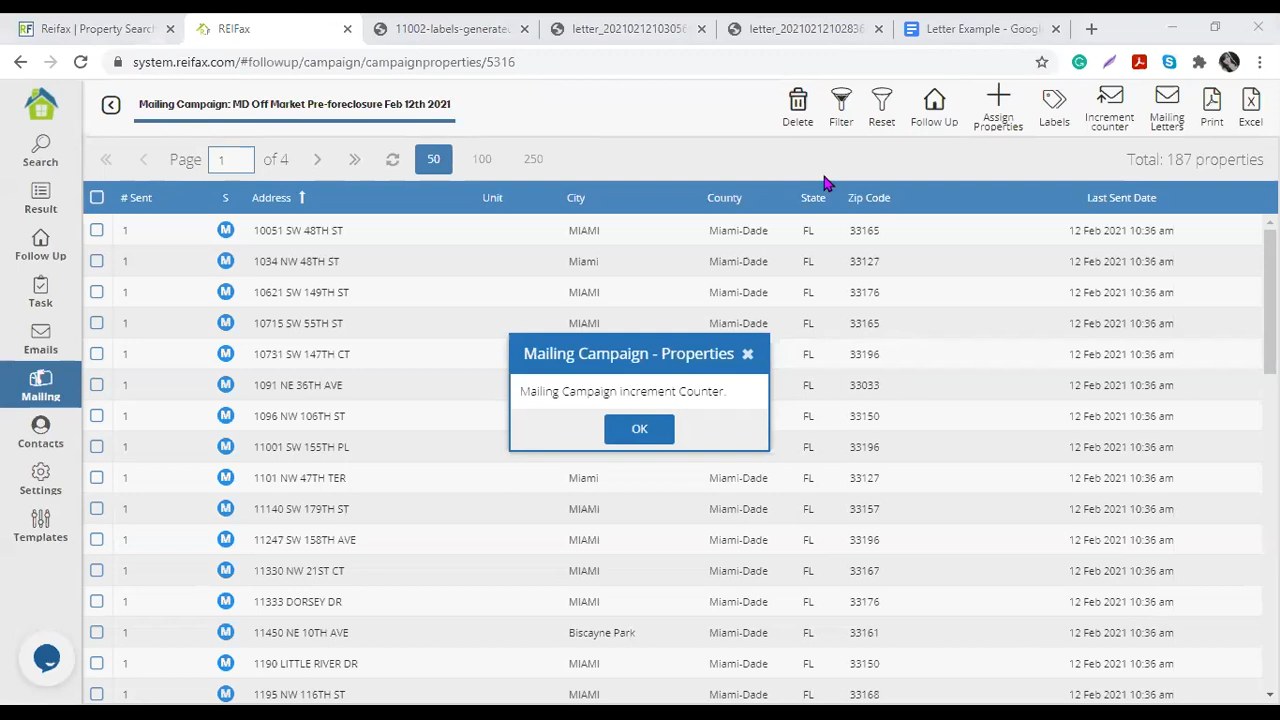 Reifax | Property Searc
REIFax
11002-labels-generate
letter_2021021210305
letter_2021021210283
Letter Example - Goog
system.reifax.com/#followup/campaign/campaignproperties/5316
Mailing Campaign: MD Off Market Pre-foreclosure Feb 12th 2021
Delete
Filter
Reset
Follow Up
Assign Properties
Labels
Increment counter
Mailing Letters
Print
Excel
Search
Result
Follow Up
Task
Emails
Mailing
Contacts
Settings
Templates
Page 1 of 4 50 100 250 Total: 187 properties
# Sent S Address Unit City County State Zip Code Last Sent Date
1 M 10051 SW 48TH ST MIAMI Miami-Dade FL 33165 12 Feb 2021 10:36 am
1 M 1034 NW 48TH ST Miami Miami-Dade FL 33127 12 Feb 2021 10:36 am
1 M 10621 SW 149TH ST MIAMI Miami-Dade FL 33176 12 Feb 2021 10:36 am
1 M 10715 SW 55TH ST MIAMI Miami-Dade FL 33165 12 Feb 2021 10:36 am
1 M 10731 SW 147TH CT 33196 12 Feb 2021 10:36 am
1 M 1091 NE 36TH AVE 33033 12 Feb 2021 10:36 am
1 M 1096 NW 106TH ST 33150 12 Feb 2021 10:36 am
1 M 11001 SW 155TH PL 33196 12 Feb 2021 10:36 am
1 M 1101 NW 47TH TER Miami Miami-Dade FL 33127 12 Feb 2021 10:36 am
1 M 11140 SW 179TH ST MIAMI Miami-Dade FL 33157 12 Feb 2021 10:36 am
1 M 11247 SW 158TH AVE MIAMI Miami-Dade FL 33196 12 Feb 2021 10:36 am
1 M 11330 NW 21ST CT MIAMI Miami-Dade FL 33167 12 Feb 2021 10:36 am
1 M 11333 DORSEY DR MIAMI Miami-Dade FL 33176 12 Feb 2021 10:36 am
1 M 11450 NE 10TH AVE Biscayne Park Miami-Dade FL 33161 12 Feb 2021 10:36 am
1 M 1190 LITTLE RIVER DR MIAMI Miami-Dade FL 33150 12 Feb 2021 10:36 am
1 M 1195 NW 116TH ST MIAMI Miami-Dade FL 33168 12 Feb 2021 10:36 am
Mailing Campaign - Properties
Mailing Campaign Increment Counter.
OK